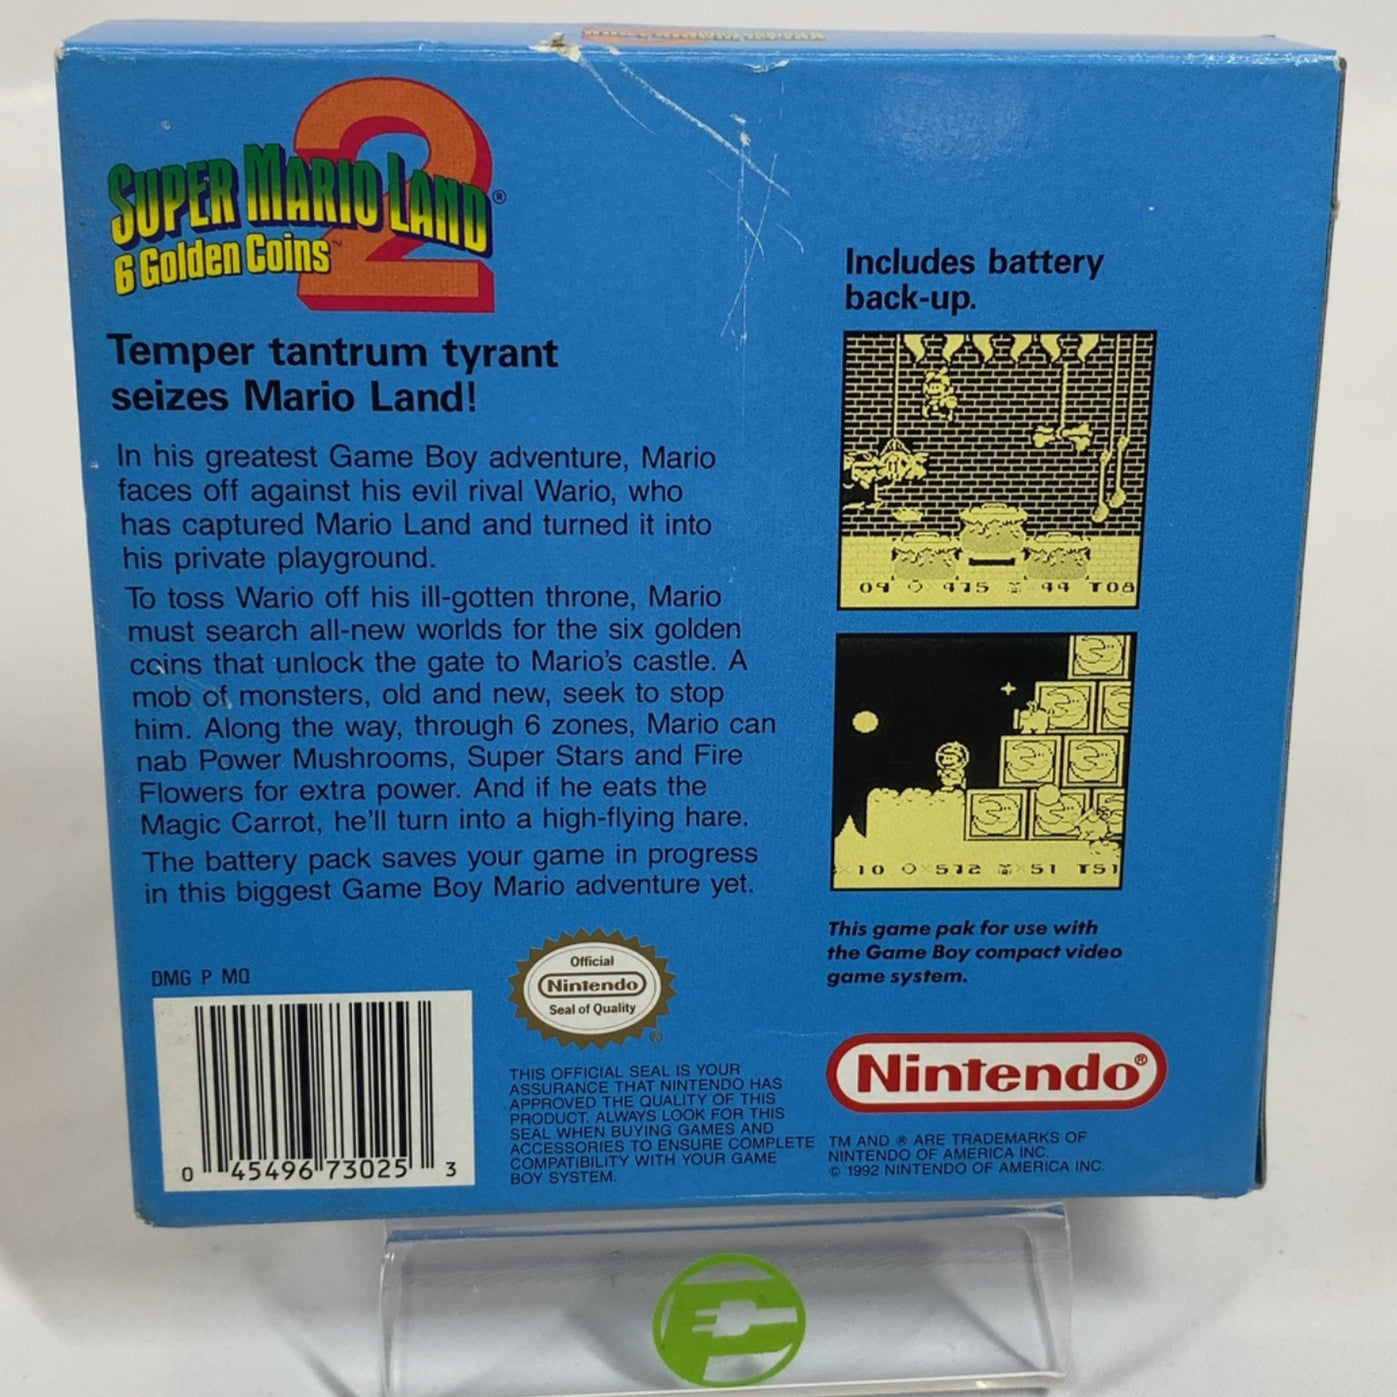 2
SUPER MARIO LAND®
6 Golden Coins™
Temper tantrum tyrant
seizes Mario Land!
In his greatest Game Boy adventure, Mario
faces off against his evil rival Wario, who
has captured Mario Land and turned it into
his private playground.
To toss Wario off his ill-gotten throne, Mario
must search all-new worlds for the six golden
coins that unlock the gate to Mario's castle. A
mob of monsters, old and new, seek to stop
him. Along the way, through 6 zones, Mario can
nab Power Mushrooms, Super Stars and Fire
Flowers for extra power. And if he eats the
Magic Carrot, he'll turn into a high-flying hare.
The battery pack saves your game in progress
in this biggest Game Boy Mario adventure yet.
DMG P MQ
0 45496 73025 3
Official
Nintendo
Seal of Quality
®
THIS OFFICIAL SEAL IS YOUR
ASSURANCE THAT NINTENDO HAS
APPROVED THE QUALITY OF THIS
PRODUCT. ALWAYS LOOK FOR THIS
SEAL WHEN BUYING GAMES AND
ACCESSORIES TO ENSURE COMPLETE
COMPATIBILITY WITH YOUR GAME
BOY SYSTEM.
Includes battery
back-up.
09 475 44 T08
10 512 51 T51
This game pak for use with
the Game Boy compact video
game system.
Nintendo®
TM AND ® ARE TRADEMARKS OF
NINTENDO OF AMERICA INC.
© 1992 NINTENDO OF AMERICA INC.